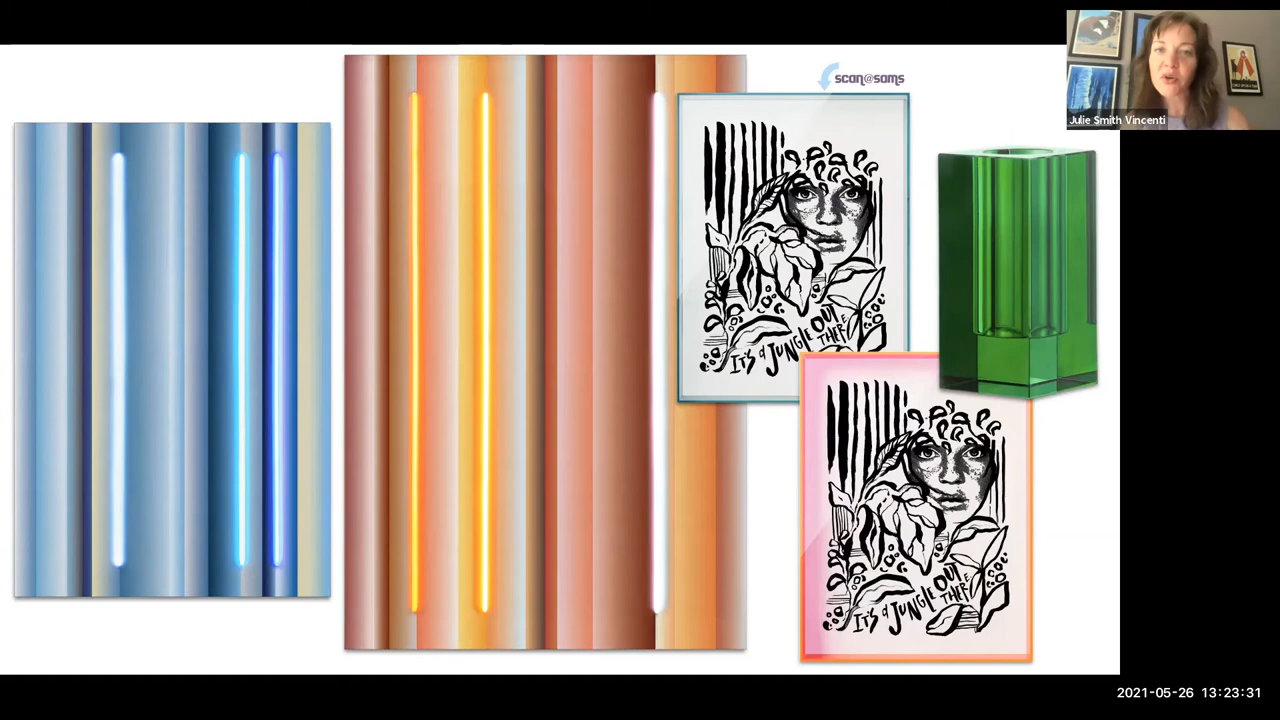 scan@sams
Julie Smith Vincenti
IT'S a JUNGLE OUT THERE
IT'S a JUNGLE OUT THERE
2021-05-26 13:23:31